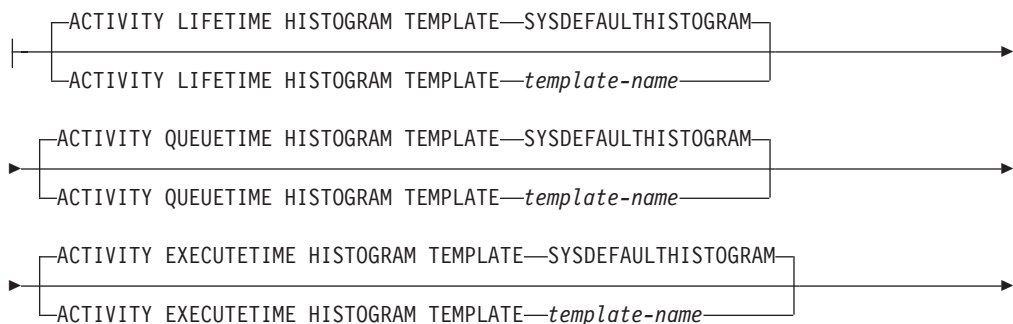 ACTIVITY LIFETIME HISTOGRAM TEMPLATE SYSDEFAULTHISTOGRAM
ACTIVITY LIFETIME HISTOGRAM TEMPLATE template-name
ACTIVITY QUEUETIME HISTOGRAM TEMPLATE SYSDEFAULTHISTOGRAM
ACTIVITY QUEUETIME HISTOGRAM TEMPLATE template-name
ACTIVITY EXECUTETIME HISTOGRAM TEMPLATE SYSDEFAULTHISTOGRAM
ACTIVITY EXECUTETIME HISTOGRAM TEMPLATE template-name